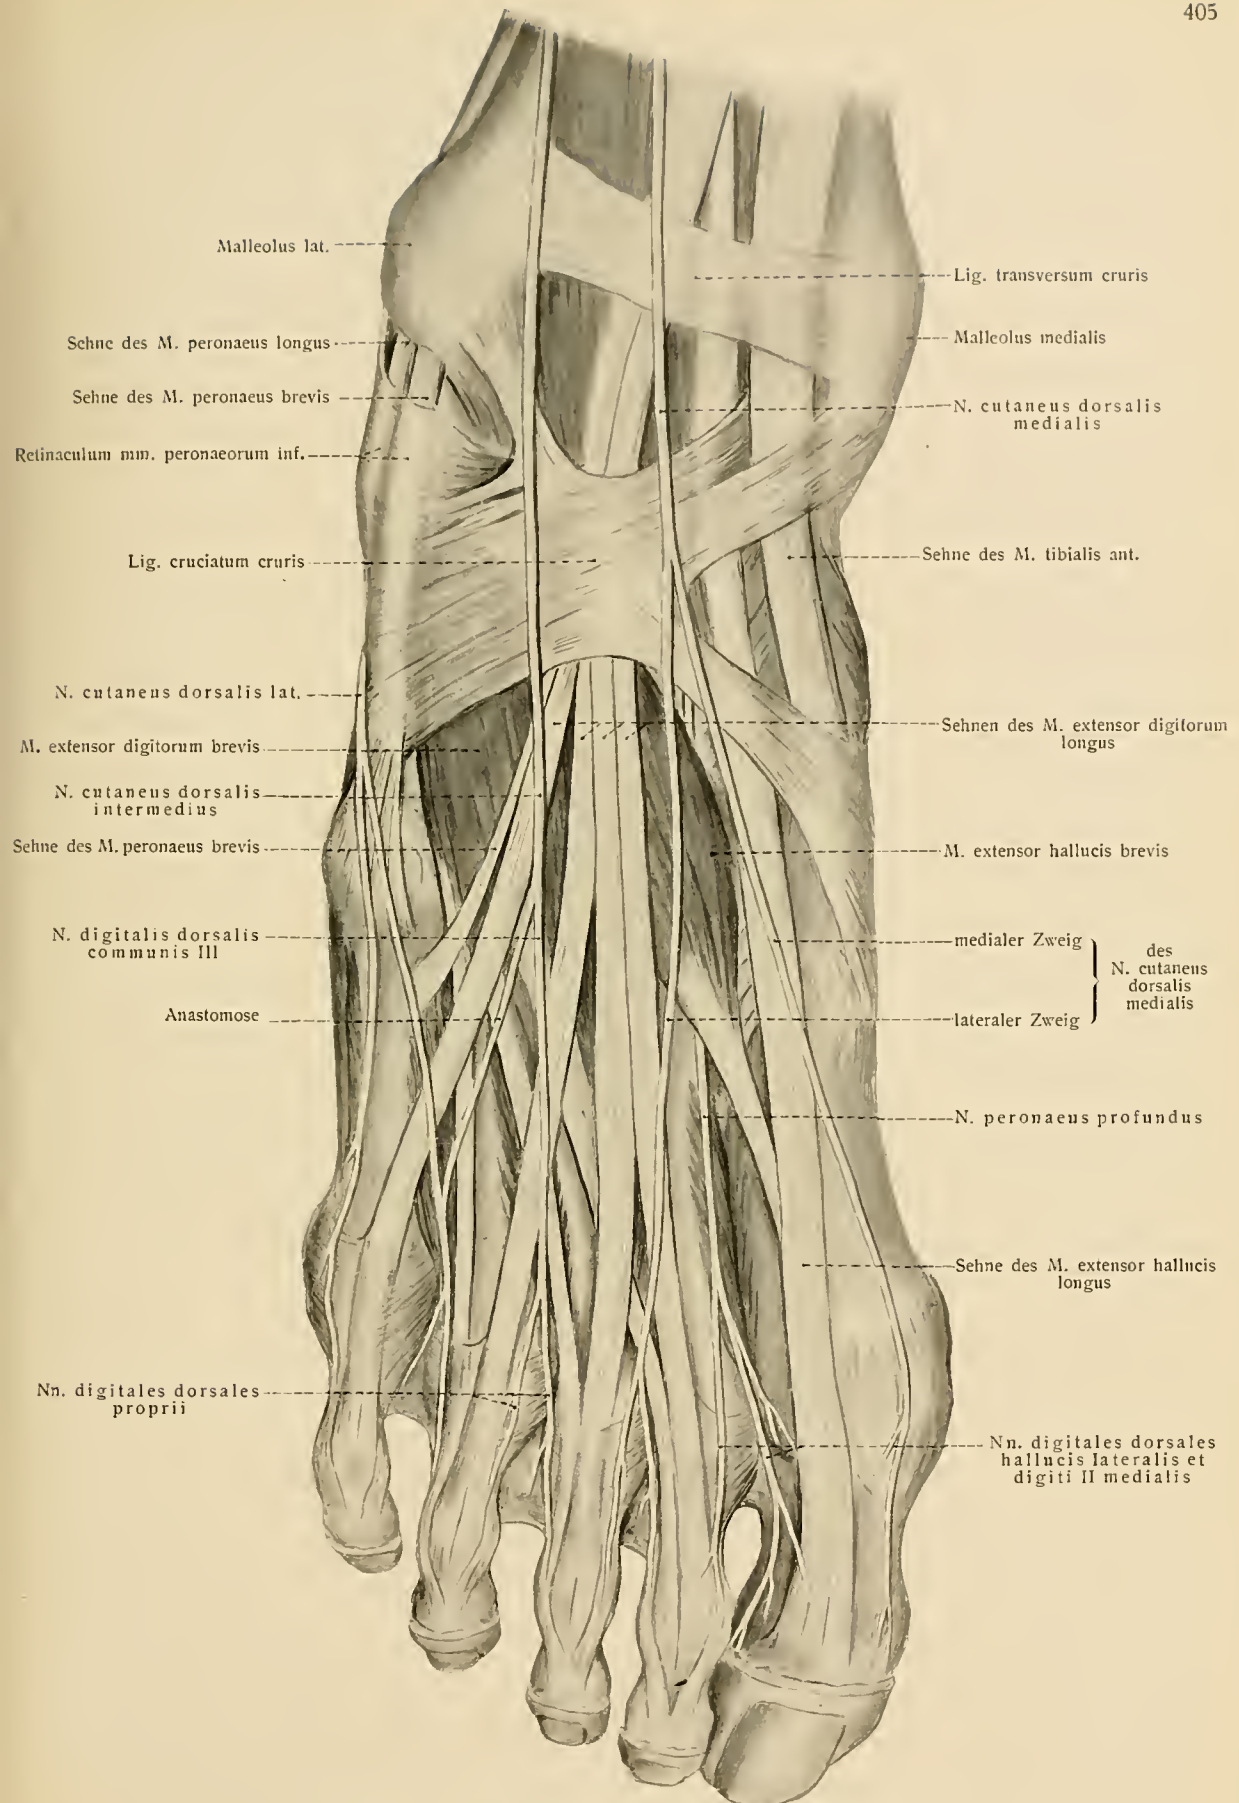 405
Malleolus lat.
Sehne des M. peronaeus longus
Sehne des M. peronaeus brevis
Retinaculum mm. peronaeorum inf.
Lig. cruciatum cruris
N. cutaneus dorsalis lat.
M. extensor digitorum brevis
N. cutaneus dorsalis
intermedius
Sehne des M. peronaeus brevis
N. digitalis dorsalis
communis III
Anastomose
Nn. digitales dorsales
proprii
Lig. transversum cruris
Malleolus medialis
N. cutaneus dorsalis
medialis
Sehne des M. tibialis ant.
Sehnen des M. extensor digitorum
longus
M. extensor hallucis brevis
medialer Zweig
lateraler Zweig
des
N. cutaneus
dorsalis
medialis
N. peronaeus profundus
Sehne des M. extensor hallucis
longus
Nn. digitales dorsales
hallucis lateralis et
digiti II medialis